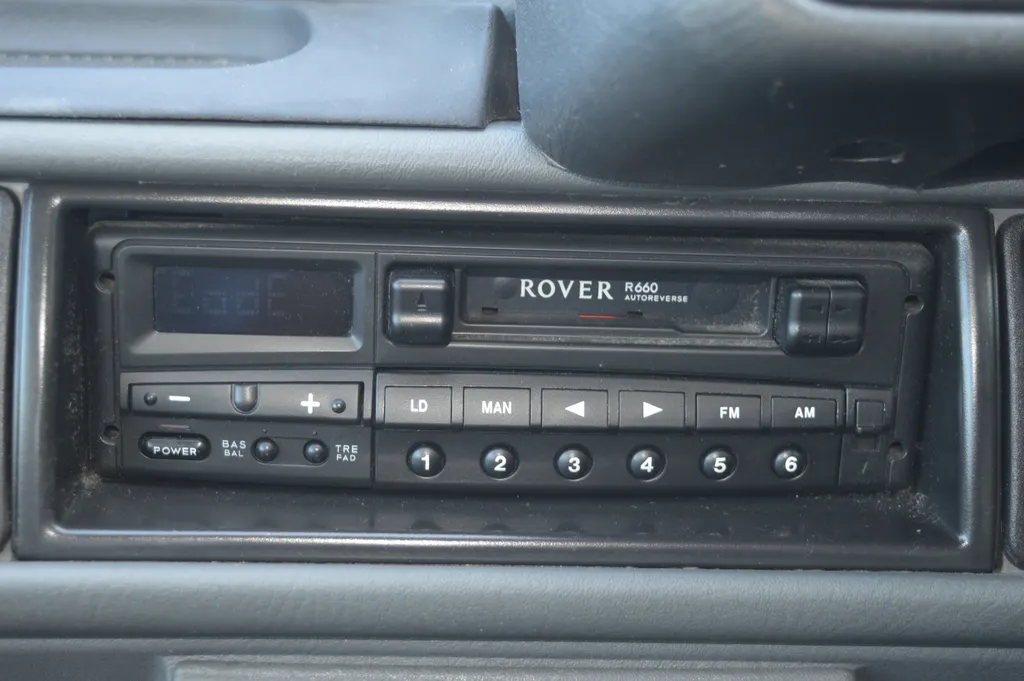 ROVER R660
AUTOREVERSE
− +
LD MAN ◀ ▶ FM AM
POWER BAS BAL TRE FAD
1 2 3 4 5 6